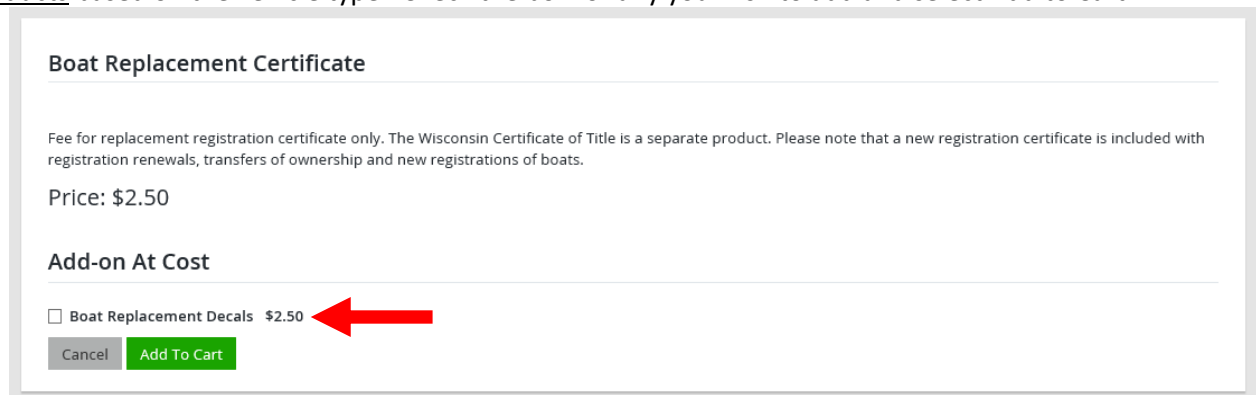 Boat Replacement Certificate
Fee for replacement registration certificate only. The Wisconsin Certificate of Title is a separate product. Please note that a new registration certificate is included with
registration renewals, transfers of ownership and new registrations of boats.
Price: $2.50
Add-on At Cost
Boat Replacement Decals $2.50
Cancel Add To Cart